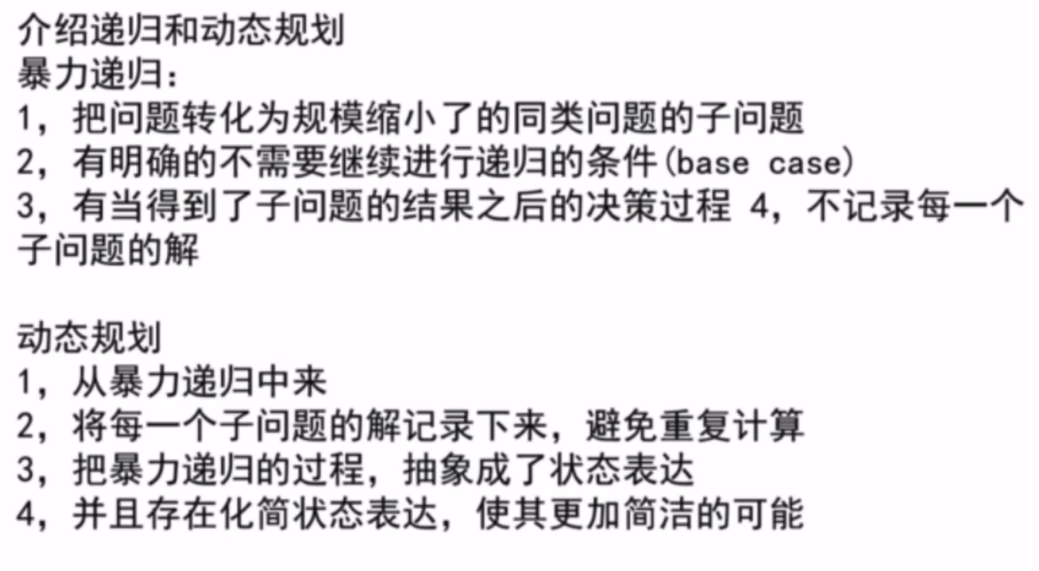 介绍递归和动态规划
暴力递归：
1，把问题转化为规模缩小了的同类问题的子问题
2，有明确的不需要继续进行递归的条件(base case)
3，有当得到了子问题的结果之后的决策过程 4，不记录每一个
子问题的解
动态规划
1，从暴力递归中来
2，将每一个子问题的解记录下来，避免重复计算
3，把暴力递归的过程，抽象成了状态表达
4，并且存在化简状态表达，使其更加简洁的可能